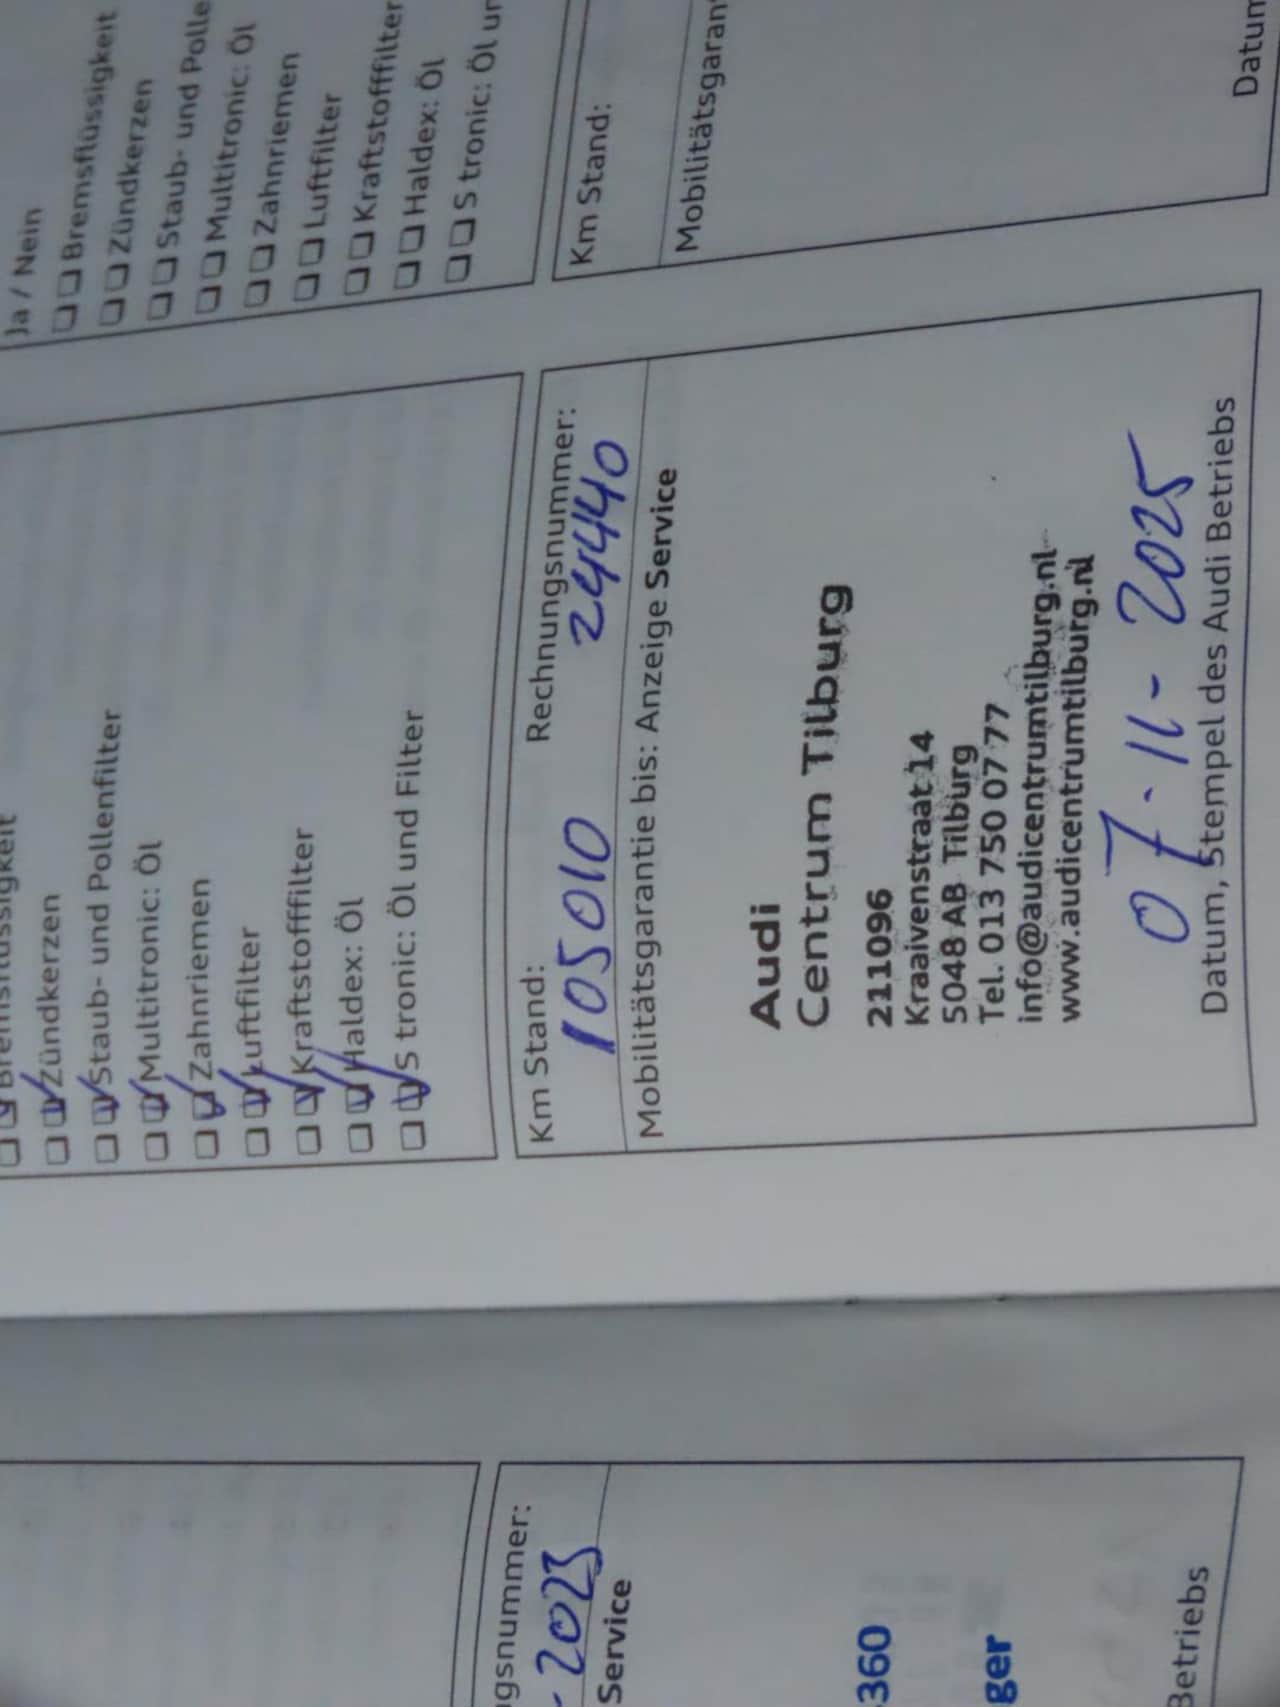 gsnummer:
- 2023
Service
360
ger
Betriebs
Zündkerzen
Staub- und Pollenfilter
Multitronic: Öl
Zahnriemen
Luftfilter
Kraftstofffilter
Haldex: Öl
S tronic: Öl und Filter
Km Stand: Rechnungsnummer:
105010 24440
Mobilitätsgarantie bis: Anzeige Service
Audi
Centrum Tilburg
211096
Kraaivenstraat 14
5048 AB Tilburg
Tel. 013 750 07 77
info@audicentrumtilburg.nl
www.audicentrumtilburg.nl
07-11-2025
Datum, Stempel des Audi Betriebs
Ja / Nein
Bremsflüssigkeit
Zündkerzen
Staub- und Polle
Multitronic: Öl
Zahnriemen
Luftfilter
Kraftstofffilter
Haldex: Öl
S tronic: Öl un
Km Stand:
Mobilitätsgaran
Datum